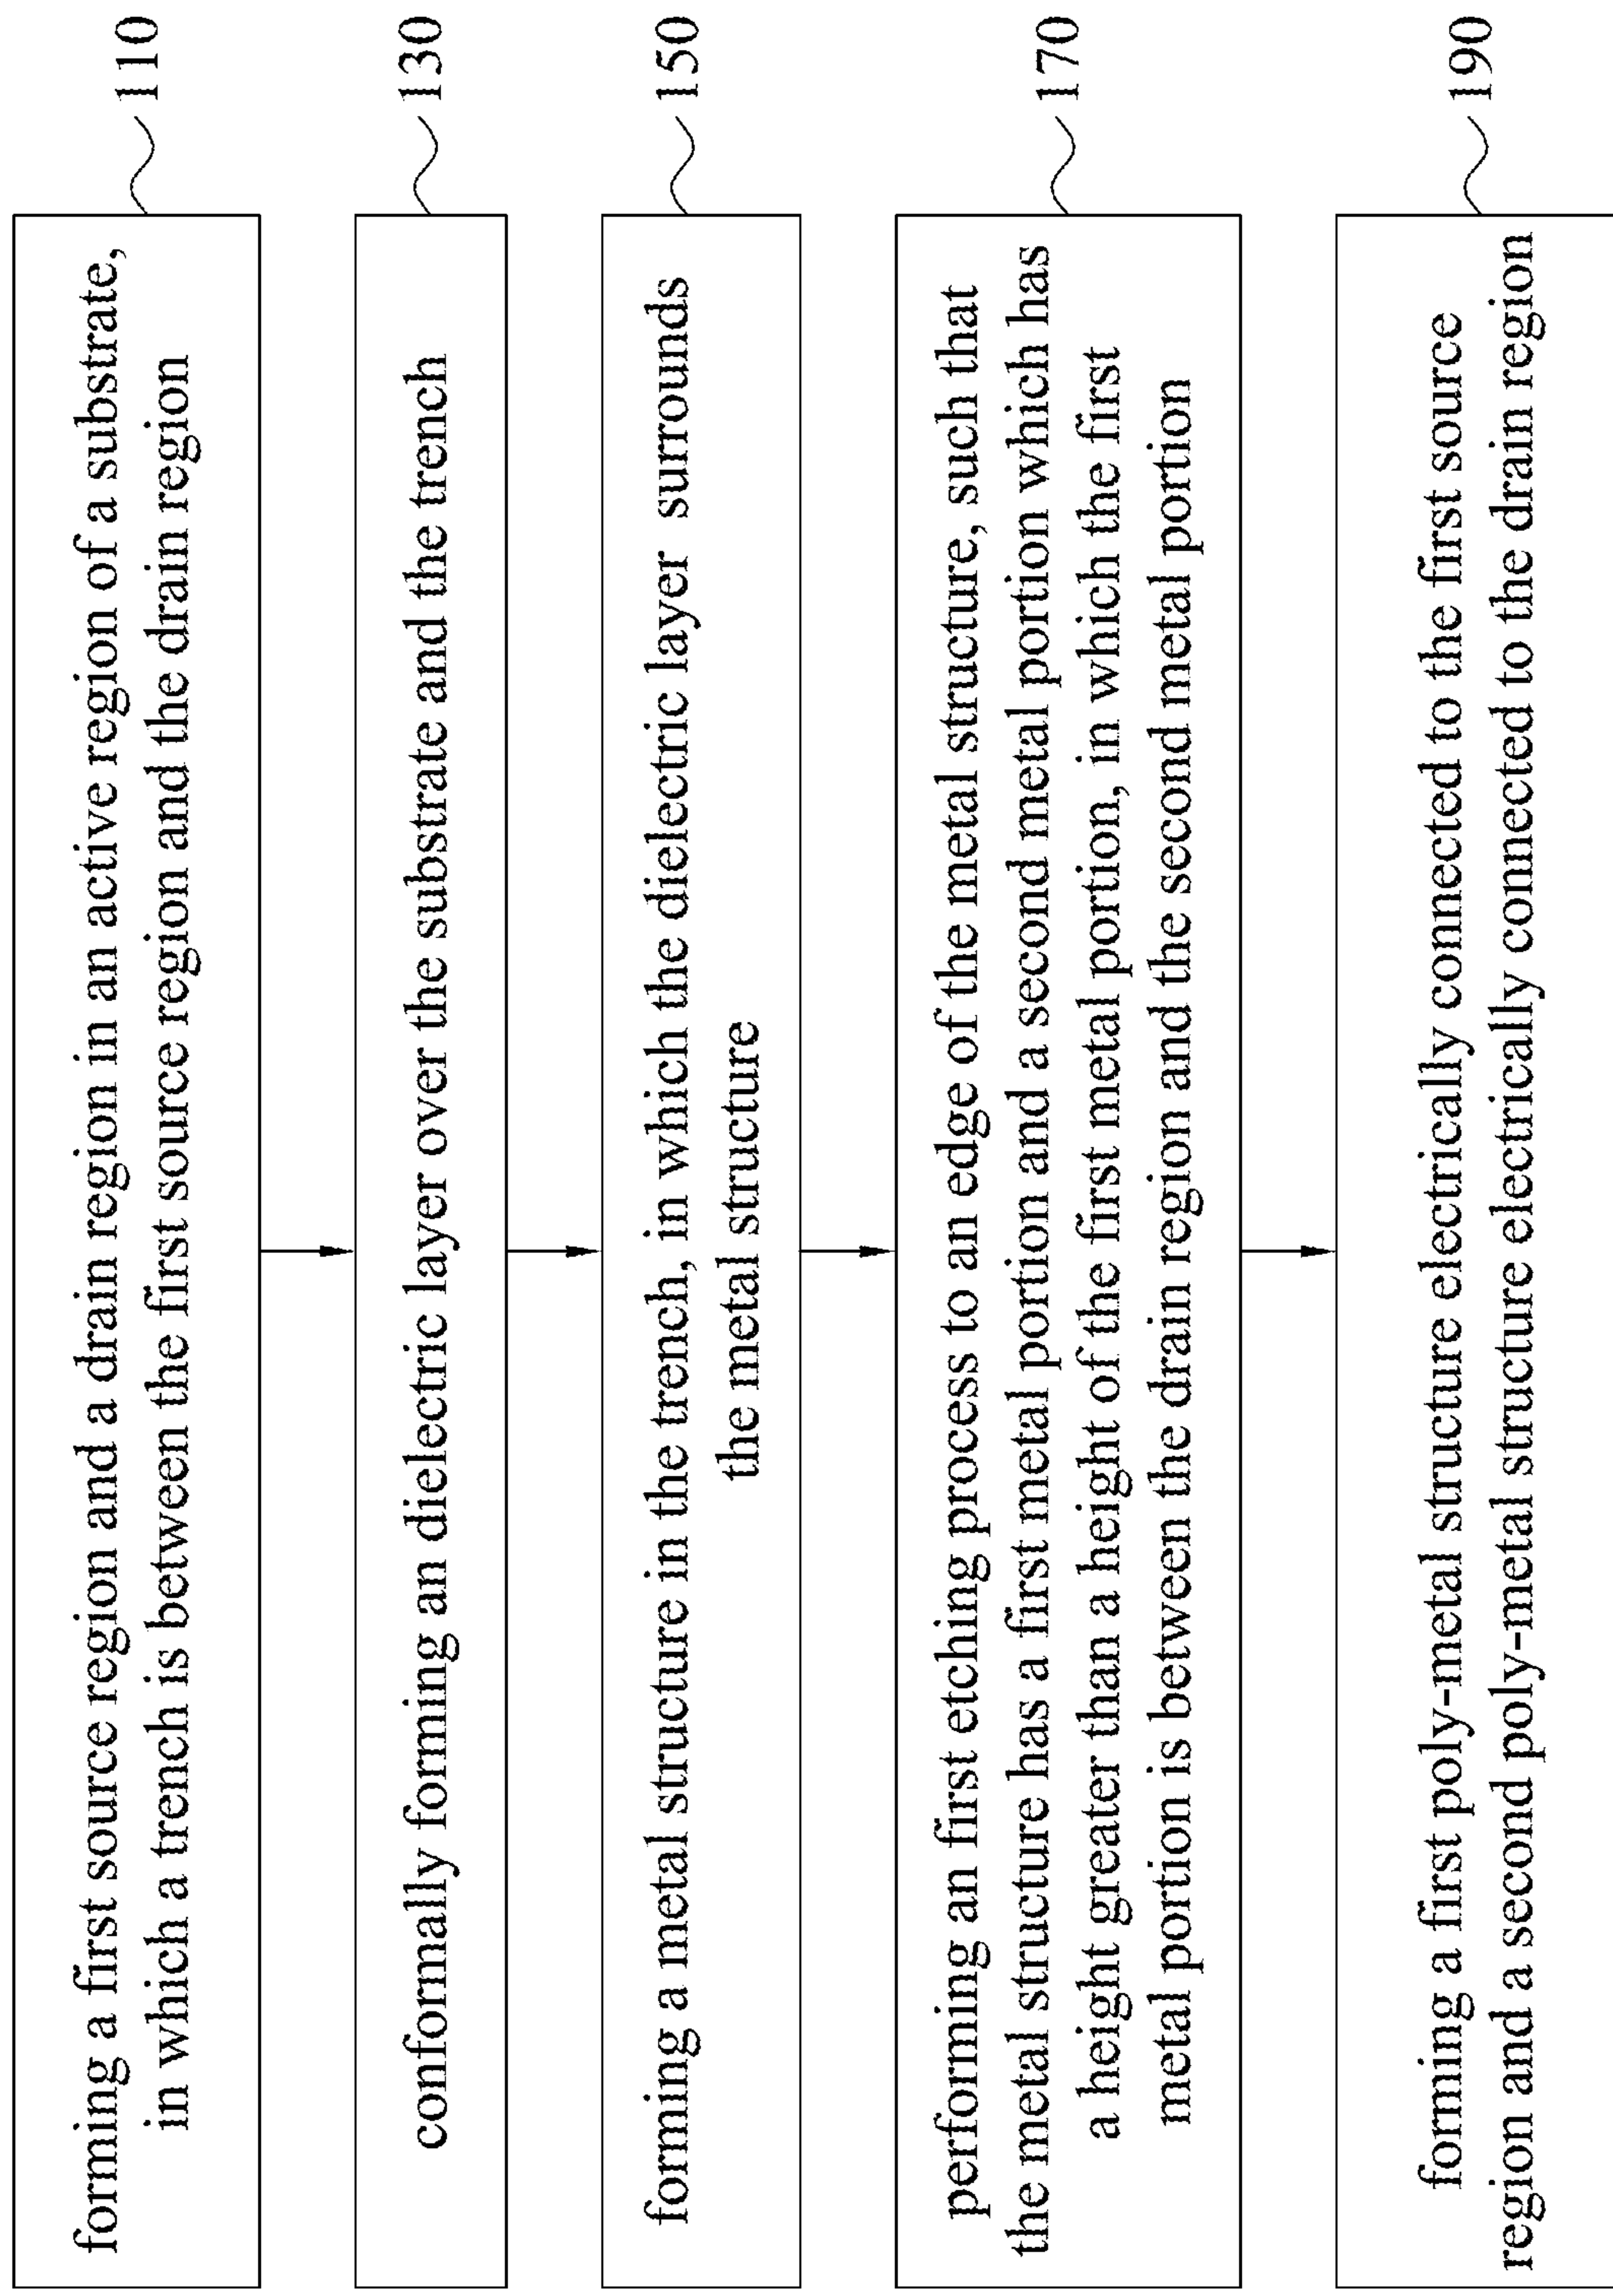 forming a first source region and a drain region in an active region of a substrate,
in which a trench is between the first source region and the drain region
110
conformally forming an dielectric layer over the substrate and the trench
130
forming a metal structure in the trench, in which the dielectric layer surrounds
the metal structure
150
performing an first etching process to an edge of the metal structure, such that
the metal structure has a first metal portion and a second metal portion which has
a height greater than a height of the first metal portion, in which the first
metal portion is between the drain region and the second metal portion
170
forming a first poly-metal structure electrically connected to the first source
region and a second poly-metal structure electrically connected to the drain region
190